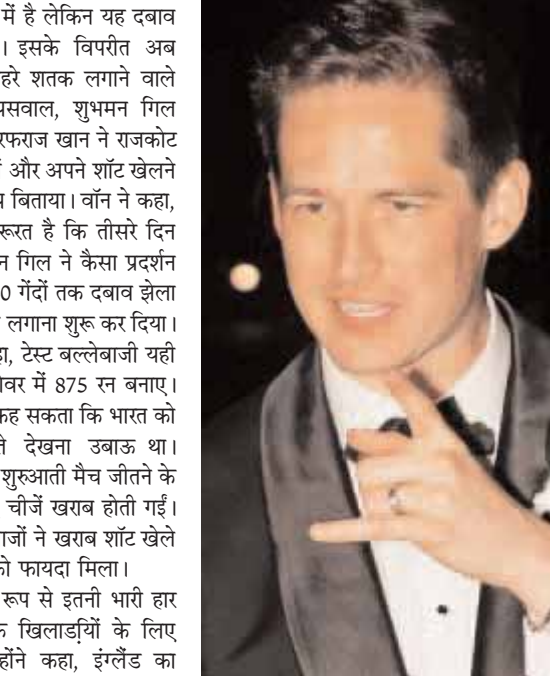 में है लेकिन यह दबाव
। इसके विपरीत अब
हरे शतक लगाने वाले
यसवाल, शुभमन गिल
रफराज खान ने राजकोट
और अपने शॉट खेलने
बिताया। वॉन ने कहा,
रूरत है कि तीसरे दिन
न गिल ने कैसा प्रदर्शन
0 गेंदों तक दबाव झेला
लगाना शुरू कर दिया।
हा, टेस्ट बल्लेबाजी यही
ओवर में 875 रन बनाए।
कह सकता कि भारत को
ते देखना उबाऊ था।
शुरुआती मैच जीतने के
चीजें खराब होती गईं।
ाजों ने खराब शॉट खेले
को फायदा मिला।
रूप से इतनी भारी हार
क खिलाडि़यों के लिए
होंने कहा, इंग्लैंड का